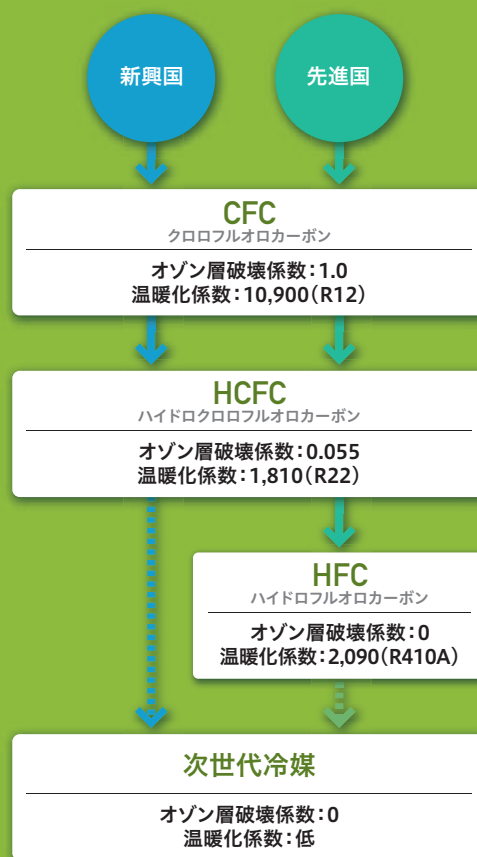 新興国
先進国
CFC
クロロフルオロカーボン
オゾン層破壊係数：1.0
温暖化係数：10,900（R12）
HCFC
ハイドロクロロフルオロカーボン
オゾン層破壊係数：0.055
温暖化係数：1,810（R22）
HFC
ハイドロフルオロカーボン
オゾン層破壊係数：0
温暖化係数：2,090（R410A）
次世代冷媒
オゾン層破壊係数：0
温暖化係数：低